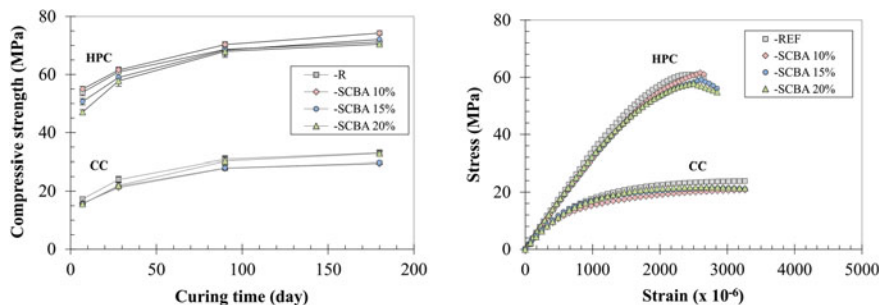 Compressive strength (MPa)
80
60
40
20
0
HPC
CC
-R
-SCBA 10%
-SCBA 15%
-SCBA 20%
0 50 100 150 200
Curing time (day)
Stress (MPa)
80
60
40
20
0
HPC
CC
-REF
-SCBA 10%
-SCBA 15%
-SCBA 20%
0 1000 2000 3000 4000 5000
Strain (x 10-6)